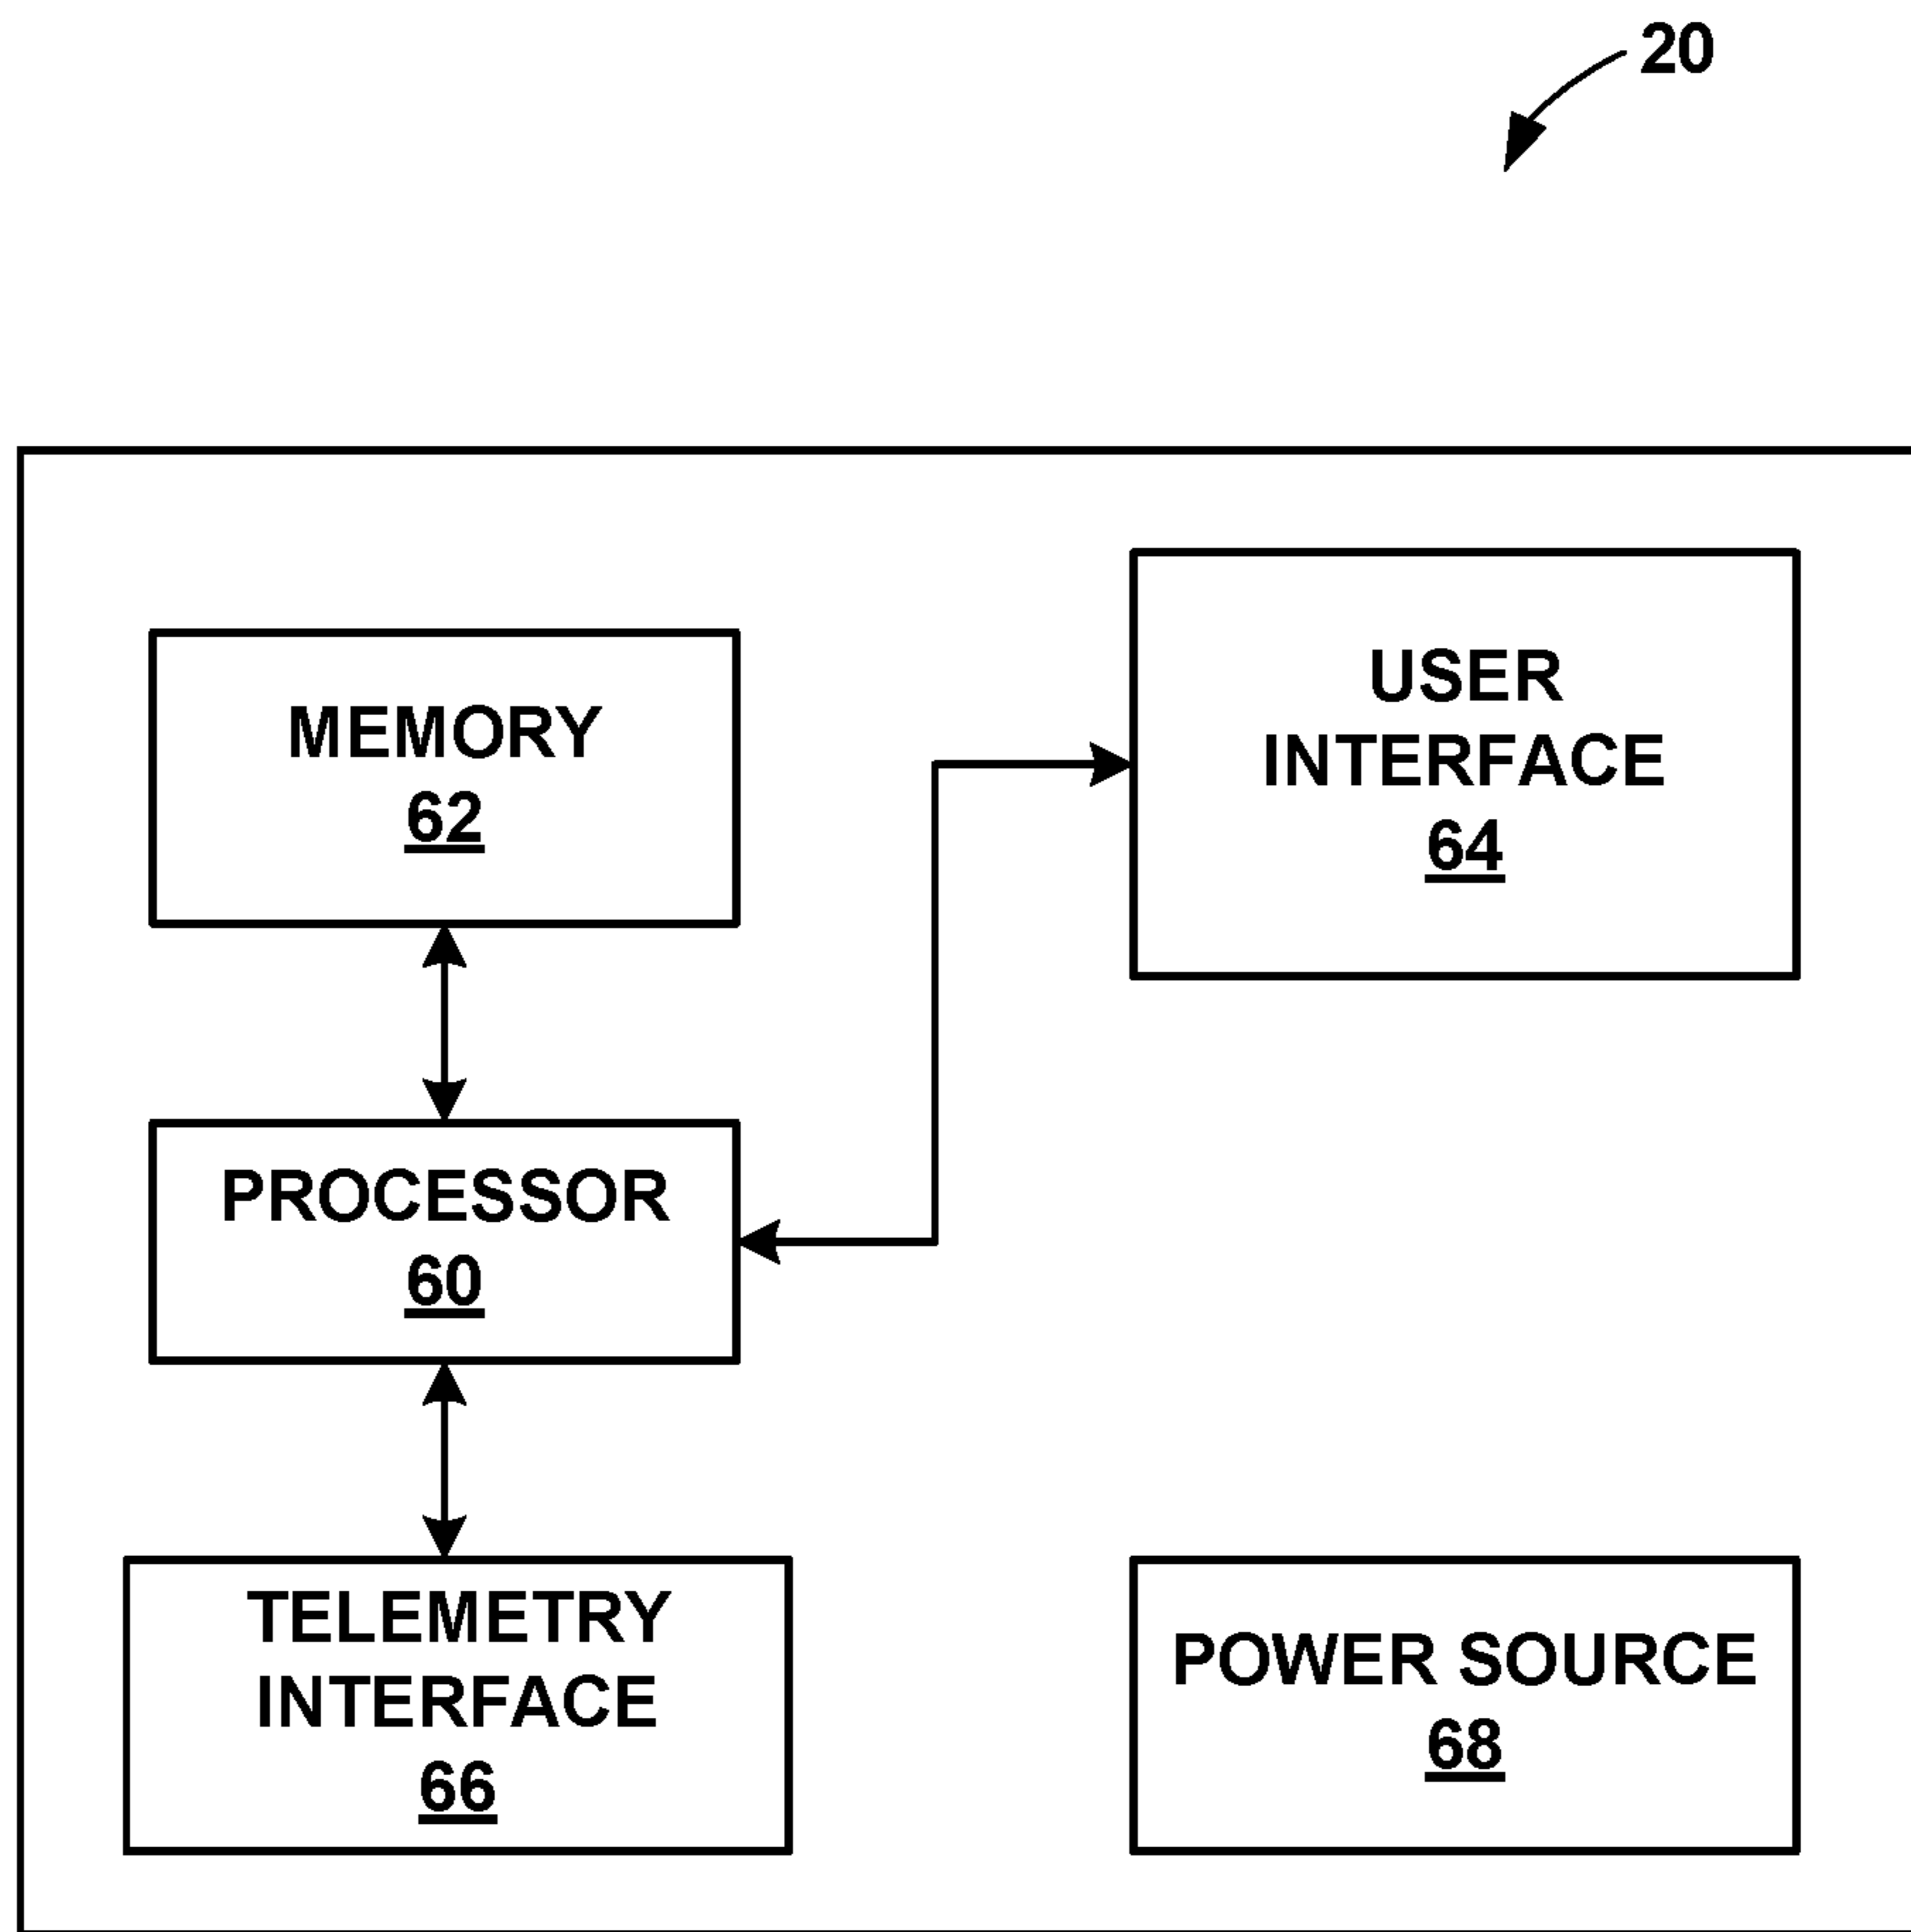 20
MEMORY
62
USER
INTERFACE
64
PROCESSOR
60
TELEMETRY
INTERFACE
66
POWER SOURCE
68